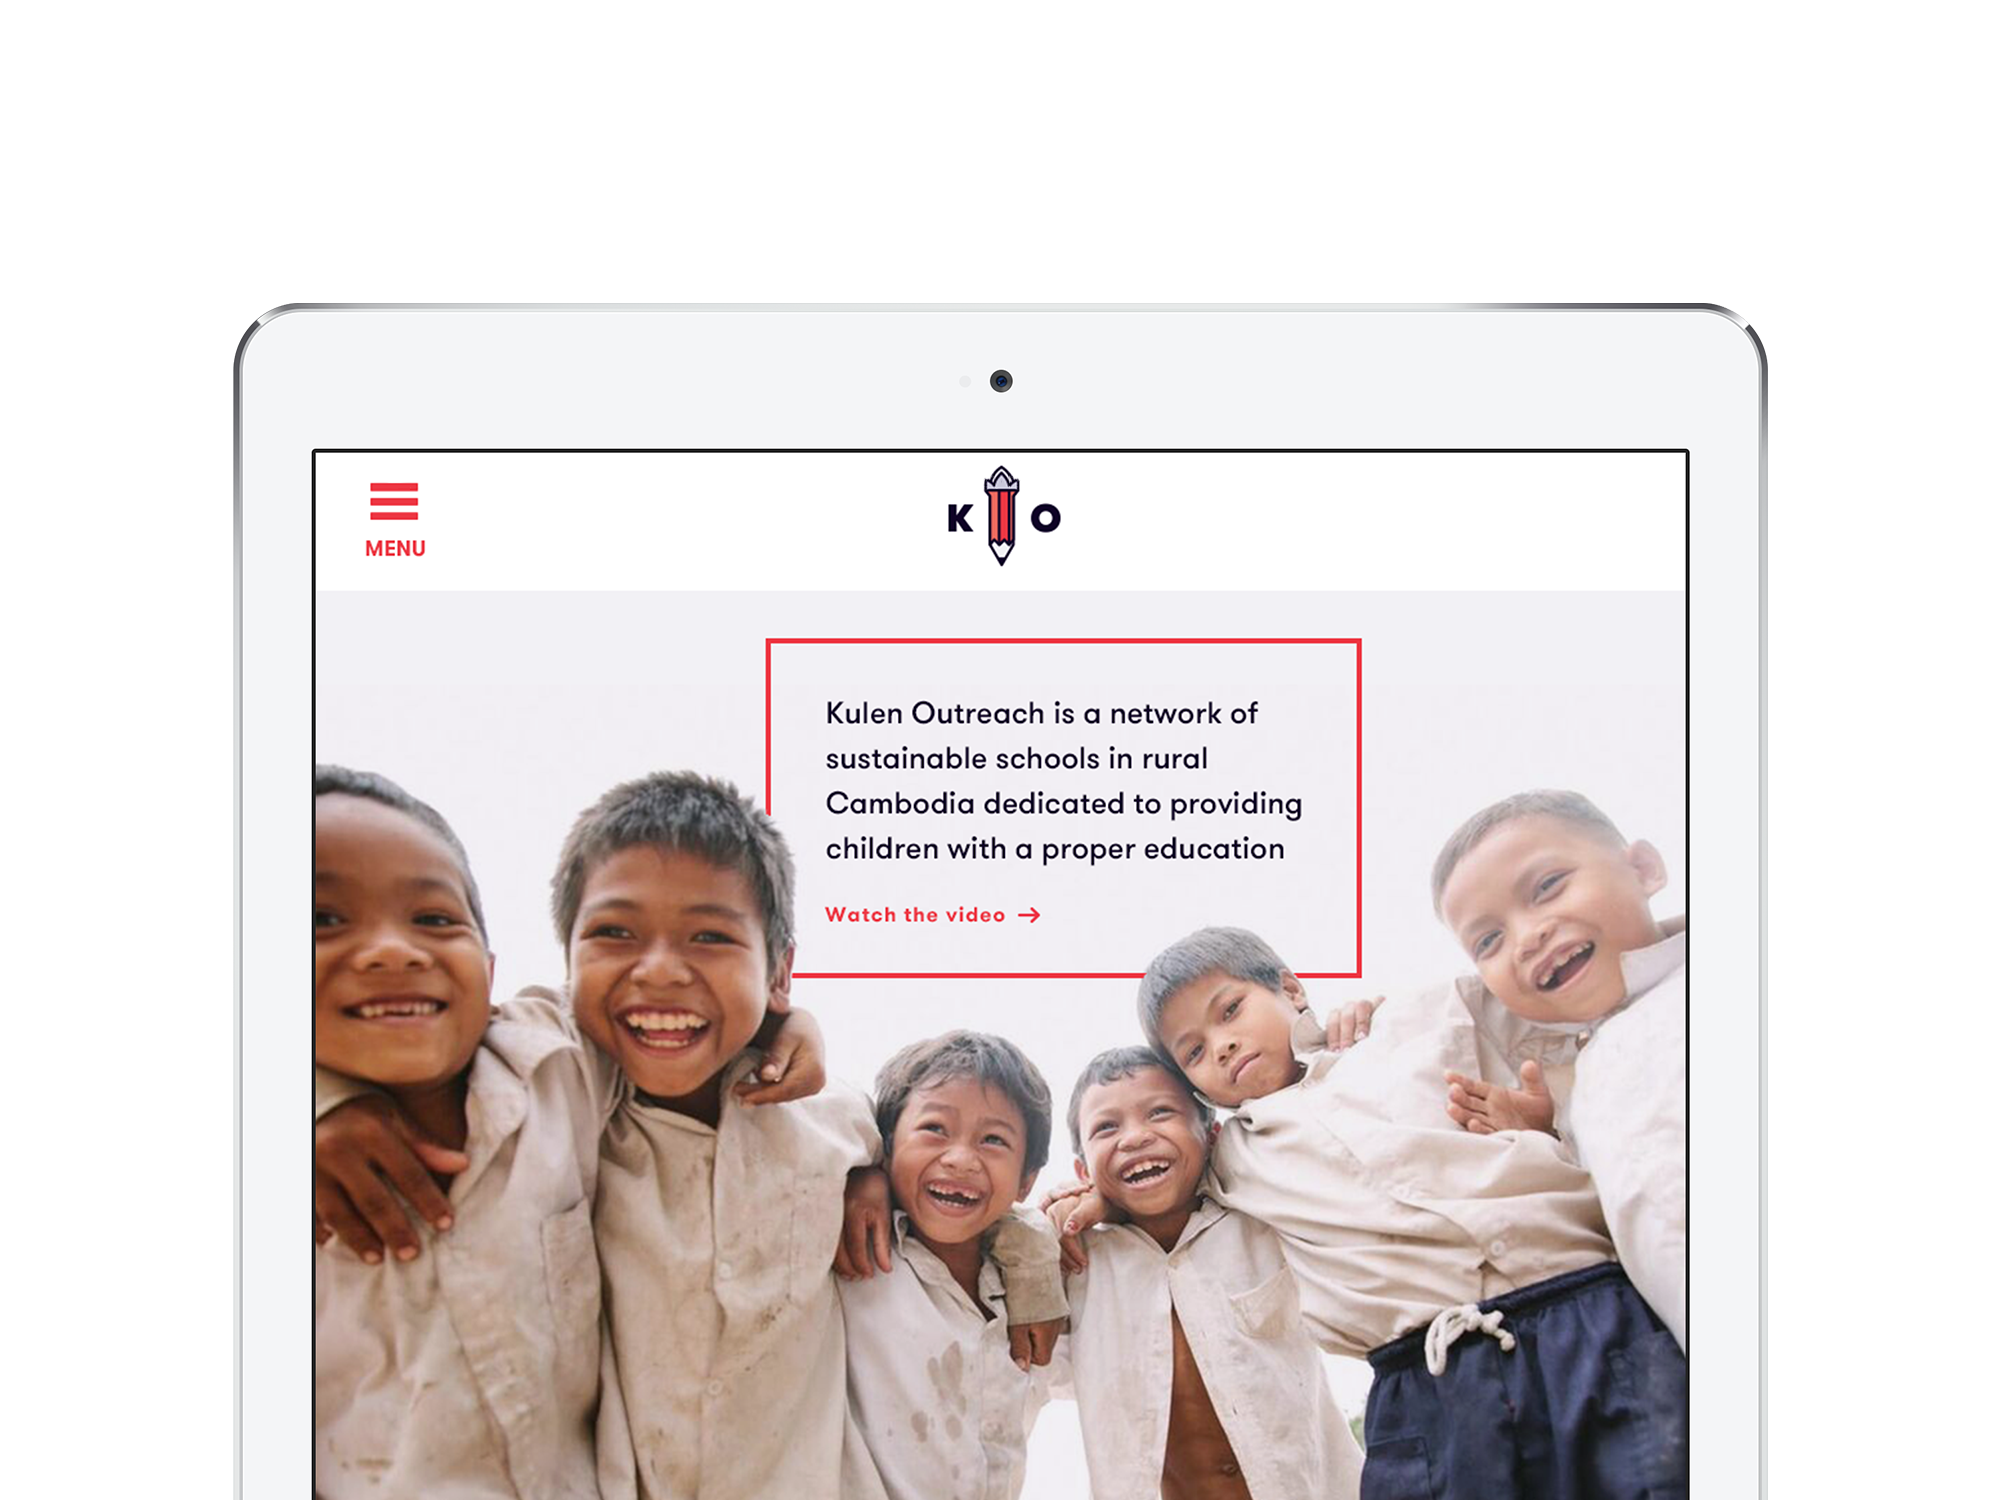 MENU
K O
Kulen Outreach is a network of
sustainable schools in rural
Cambodia dedicated to providing
children with a proper education
Watch the video →